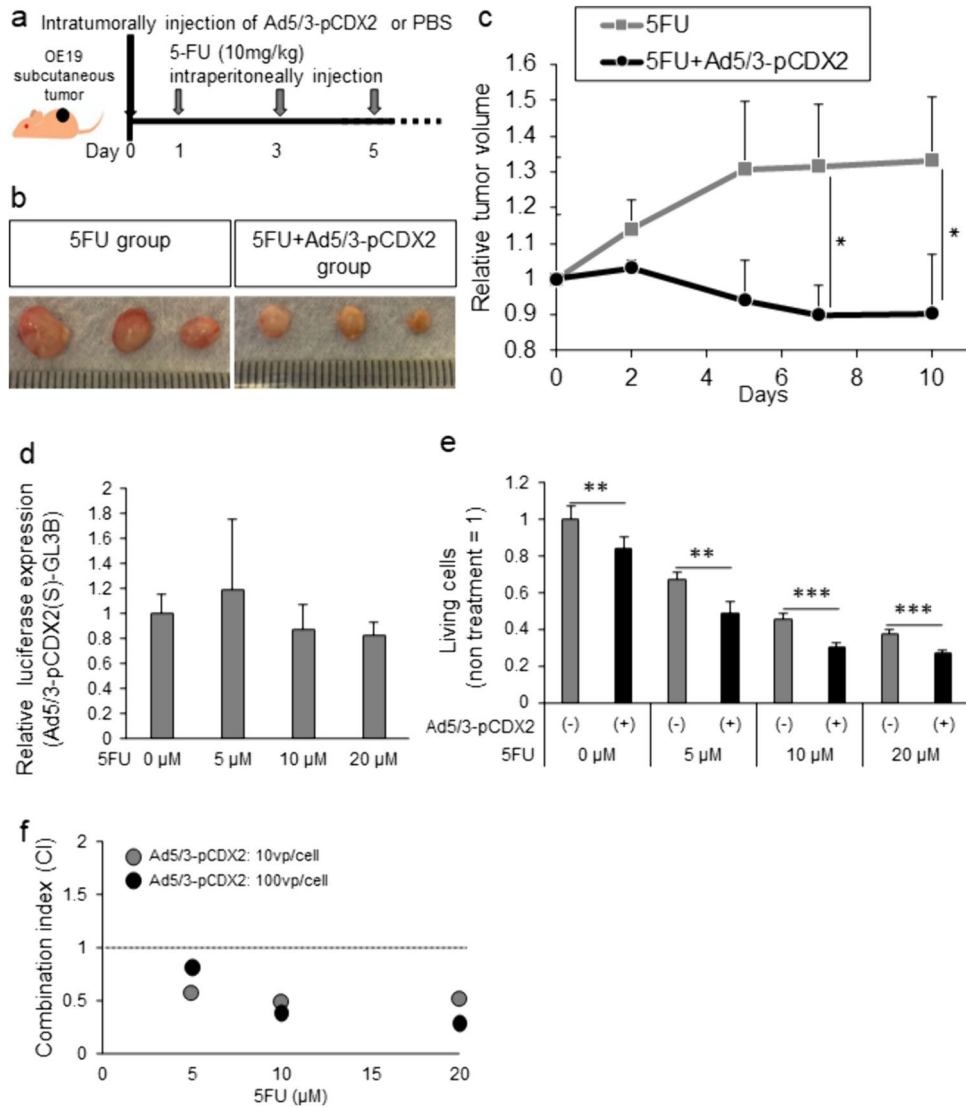 a
Intratumorally injection of Ad5/3-pCDX2 or PBS
OE19
subcutaneous
tumor
5-FU (10mg/kg)
intraperitoneally injection
Day 0 1 3 5
b
5FU group
5FU+Ad5/3-pCDX2
group
c
5FU
5FU+Ad5/3-pCDX2
Relative tumor volume
1.6
1.5
1.4
1.3
1.2
1.1
1
0.9
0.8
*
*
0 2 4 6 8 10
Days
d
Relative luciferase expression
(Ad5/3-pCDX2(S)-GL3B)
2
1.8
1.6
1.4
1.2
1
0.8
0.6
0.4
0.2
0
5FU 0 µM 5 µM 10 µM 20 µM
e
Living cells
(non treatment = 1)
1.2
1
0.8
0.6
0.4
0.2
0
**
**
***
***
Ad5/3-pCDX2 (-) (+) (-) (+) (-) (+) (-) (+)
5FU 0 µM 5 µM 10 µM 20 µM
f
Combination index (CI)
2
1.5
1
0.5
0
Ad5/3-pCDX2: 10vp/cell
Ad5/3-pCDX2: 100vp/cell
0 5 10 15 20
5FU (µM)